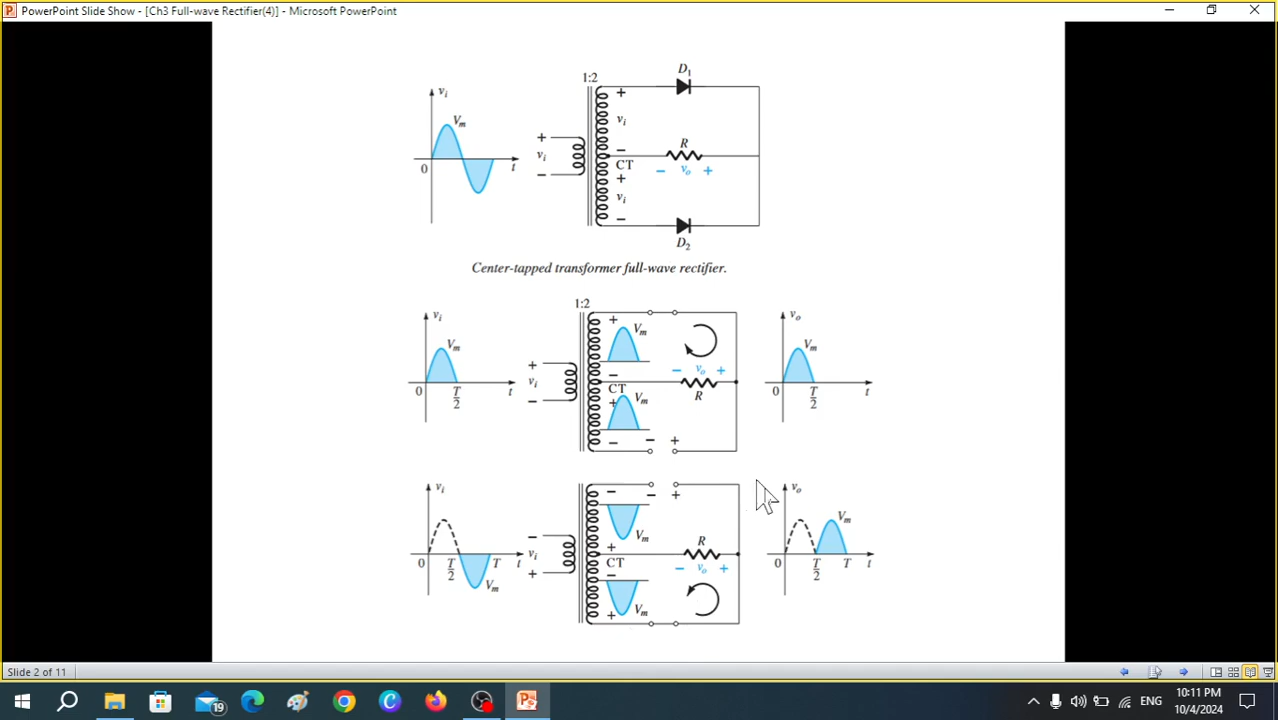 PowerPoint Slide Show - [Ch3 Full-wave Rectifier(4)] - Microsoft PowerPoint
1:2
D1
+
vi
Vm
+
vi
R
+
vi
−
0
t
−
CT
− vo +
+
−
vi
−
D2
Center-tapped transformer full-wave rectifier.
1:2
vi
Vm
+
Vm
vo
Vm
+
vi
−
−
− vo +
0
T/2
t
CT
R
0
T/2
t
+
Vm
−
−
+
vi
−
−
+
vo
Vm
Vm
−
vi
+
+
R
0
T/2
T
t
CT
− vo +
0
T/2
T
t
Vm
−
Vm
+
Slide 2 of 11
19
ENG
10:11 PM
10/4/2024